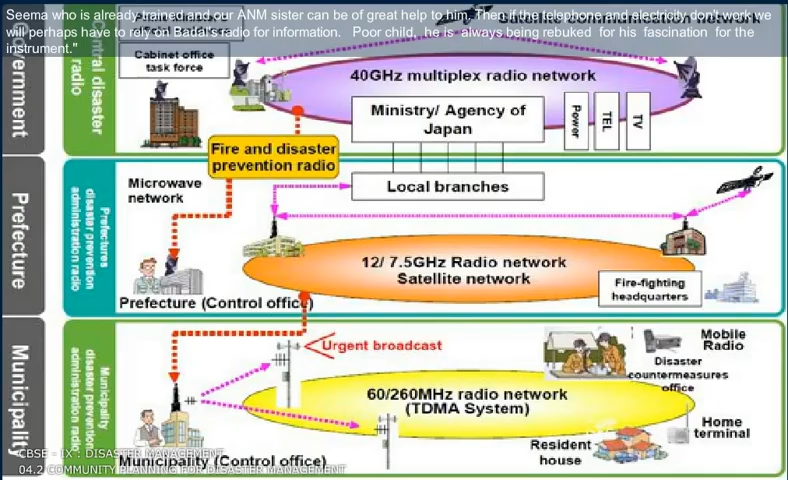 Seema who is already trained and our ANM sister can be of great help to him. Then if the telephone and electricity don't work we
will perhaps have to rely on Badal's radio for information. Poor child, he is always being rebuked for his fascination for the
instrument."
Government
Central disaster
radio
Cabinet office
task force
40GHz multiplex radio network
Ministry/ Agency of
Japan
Power
TEL
TV
Fire and disaster
prevention radio
Local branches
Prefecture
Prefectures
disaster prevention
administration radio
Microwave
network
12/ 7.5GHz Radio network
Satellite network
Fire-fighting
headquarters
Prefecture (Control office)
Municipality
Municipality
disaster prevention
administration radio
Urgent broadcast
Mobile
Radio
Disaster
countermeasures
office
60/260MHz radio network
(TDMA System)
Home
terminal
Resident
house
Municipality (Control office)
CBSE - IX : DISASTER MANAGEMENT
04.2 COMMUNITY PLANNING FOR DISASTER MANAGEMENT